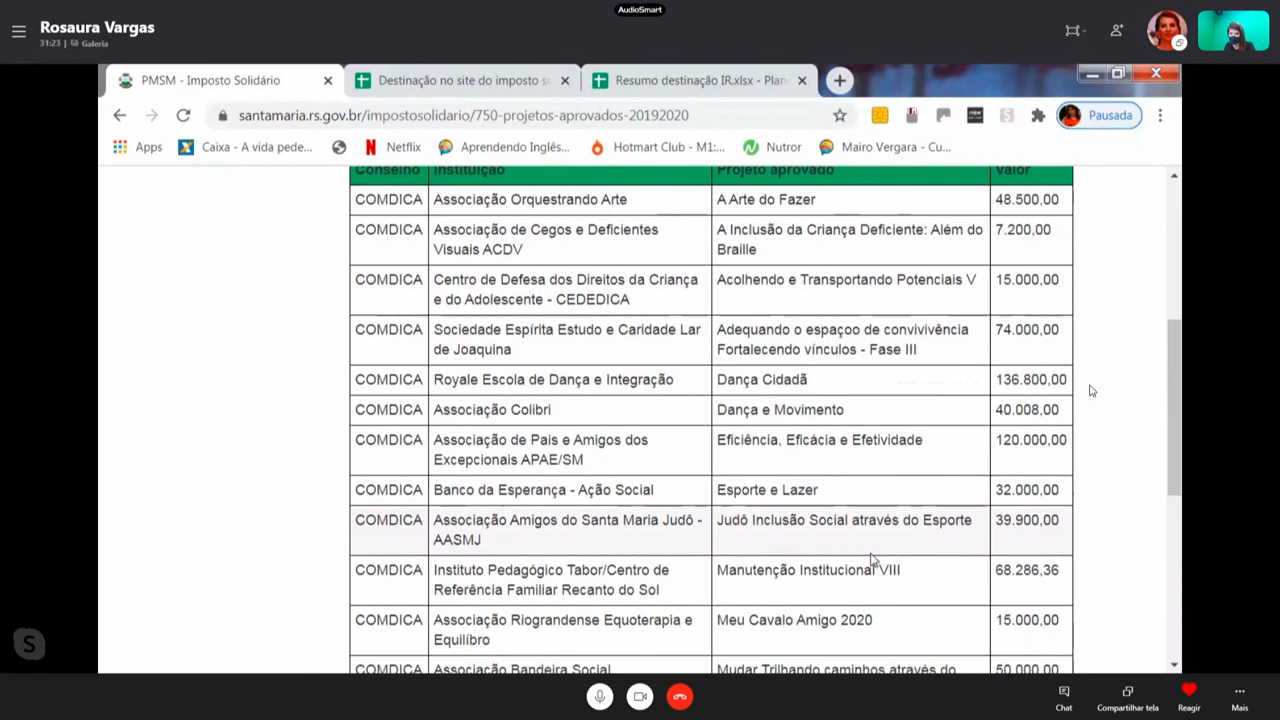 AudioSmart
Rosaura Vargas
31:23 | Galeria
PMSM - Imposto Solidário
Destinação no site do imposto so
Resumo destinação IR.xlsx - Plan
santamaria.rs.gov.br/impostosolidario/750-projetos-aprovados-20192020
Pausada
Apps
Caixa - A vida pede...
Netflix
Aprendendo Inglês...
Hotmart Club - M1:...
Nutror
Mairo Vergara - Cu...
Conselho Instituição Projeto aprovado Valor
COMDICA Associação Orquestrando Arte A Arte do Fazer 48.500,00
COMDICA Associação de Cegos e Deficientes A Inclusão da Criança Deficiente: Além do 7.200,00
Visuais ACDV Braille
COMDICA Centro de Defesa dos Direitos da Criança Acolhendo e Transportando Potenciais V 15.000,00
e do Adolescente - CEDEDICA
COMDICA Sociedade Espírita Estudo e Caridade Lar Adequando o espaçoo de convivivência 74.000,00
de Joaquina Fortalecendo vínculos - Fase III
COMDICA Royale Escola de Dança e Integração Dança Cidadã 136.800,00
COMDICA Associação Colibri Dança e Movimento 40.008,00
COMDICA Associação de Pais e Amigos dos Eficiência, Eficácia e Efetividade 120.000,00
Excepcionais APAE/SM
COMDICA Banco da Esperança - Ação Social Esporte e Lazer 32.000,00
COMDICA Associação Amigos do Santa Maria Judô - Judô Inclusão Social através do Esporte 39.900,00
AASMJ
COMDICA Instituto Pedagógico Tabor/Centro de Manutenção Institucional VIII 68.286,36
Referência Familiar Recanto do Sol
COMDICA Associação Riograndense Equoterapia e Meu Cavalo Amigo 2020 15.000,00
Equilíbro
COMDICA Associação Bandeira Social Mudar Trilhando caminhos através do 50.000,00
Chat
Compartilhar tela
Reagir
Mais